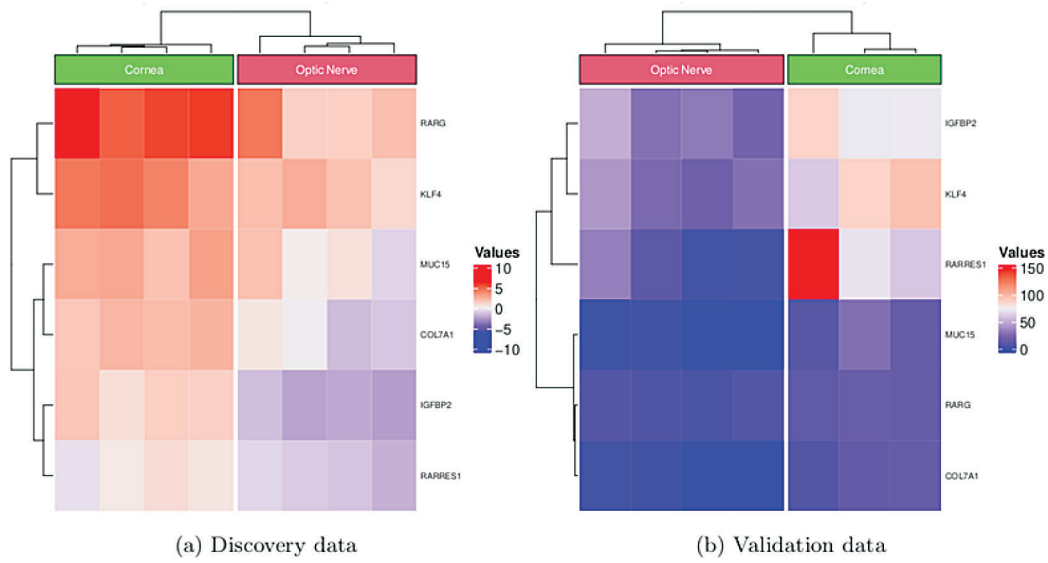 Cornea
Optic Nerve
RARG
KLF4
MUC15
COL7A1
IGFBP2
RARRES1
Values
10
5
0
−5
−10
(a) Discovery data
Optic Nerve
Cornea
IGFBP2
KLF4
RARRES1
MUC15
RARG
COL7A1
Values
150
100
50
0
(b) Validation data